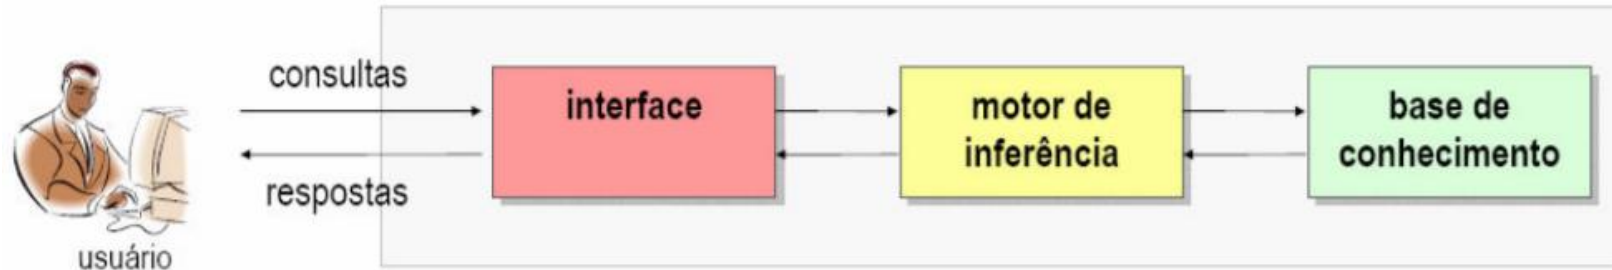 consultas
respostas
usuário
interface
motor de
inferência
base de
conhecimento